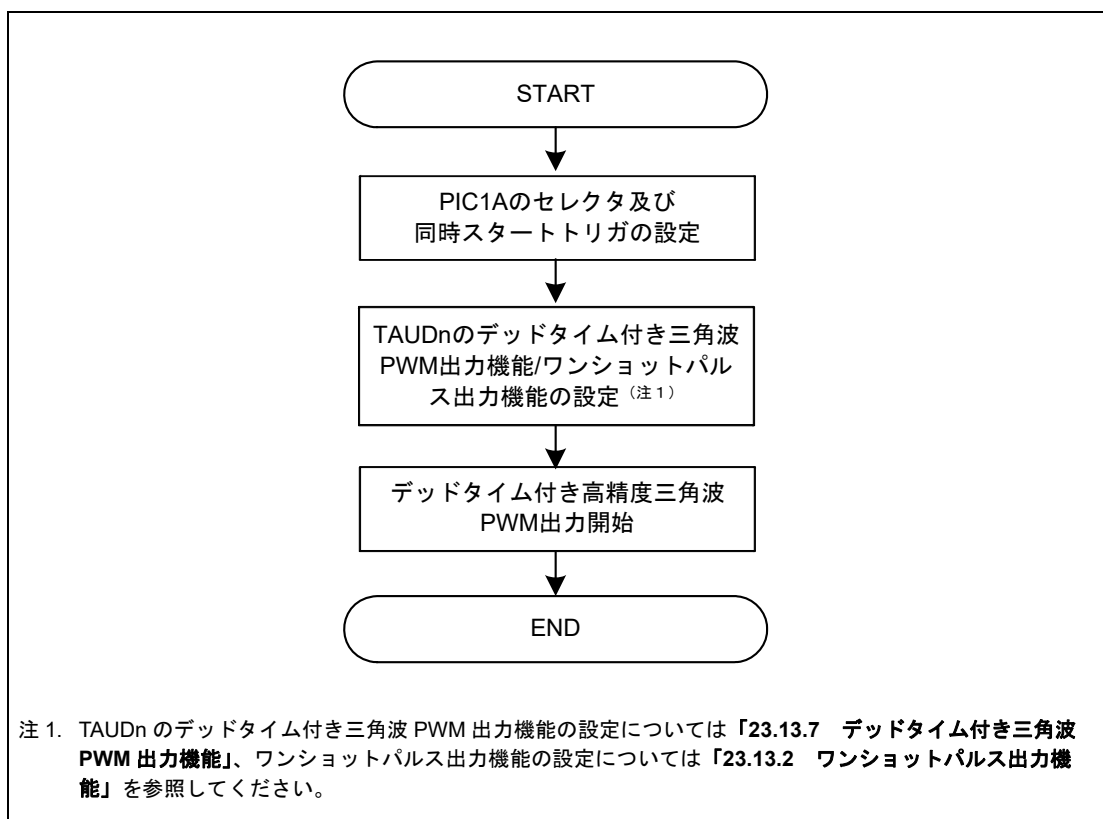 START
PIC1Aのセレクタ及び
同時スタートトリガの設定
TAUDnのデッドタイム付き三角波
PWM出力機能/ワンショットパル
ス出力機能の設定（注１）
デッドタイム付き高精度三角波
PWM出力開始
END
注 1. TAUDn のデッドタイム付き三角波 PWM 出力機能の設定については「23.13.7　デッドタイム付き三角波
PWM 出力機能」、ワンショットパルス出力機能の設定については「23.13.2　ワンショットパルス出力機
能」を参照してください。